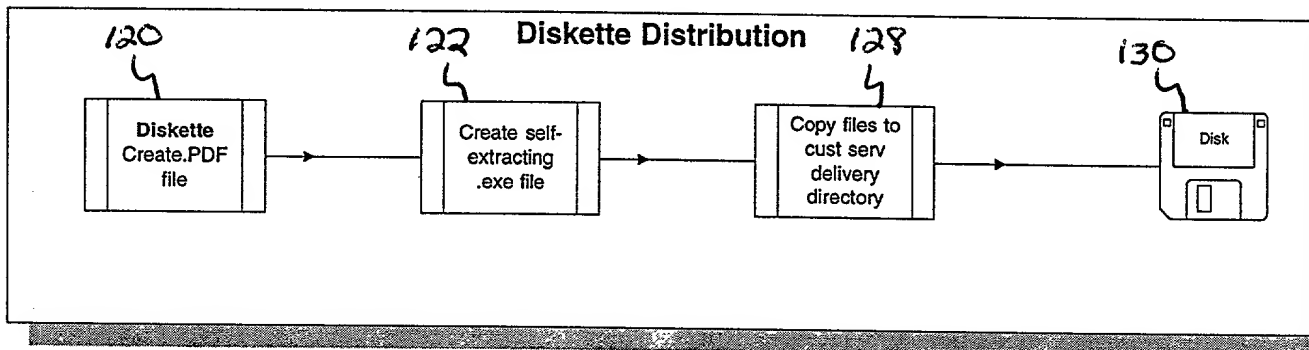 Diskette Distribution
120
122
128
130
Diskette
Create.PDF
file
Create self-
extracting
.exe file
Copy files to
cust serv
delivery
directory
Disk